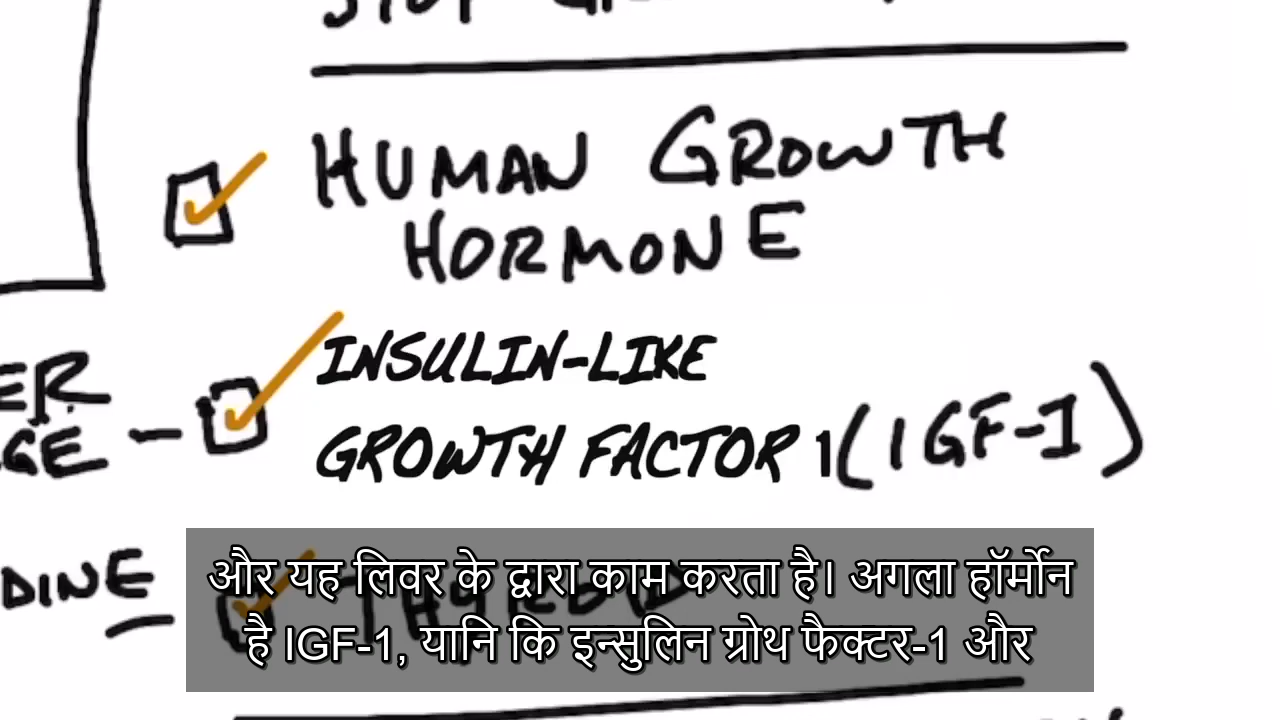 HUMAN GROWTH
HORMONE
INSULIN-LIKE
GROWTH FACTOR 1 (IGF-1)
THYROID
और यह लिवर के द्वारा काम करता है। अगला हॉर्मोन
है IGF-1, यानि कि इन्सुलिन ग्रोथ फैक्टर-1 और